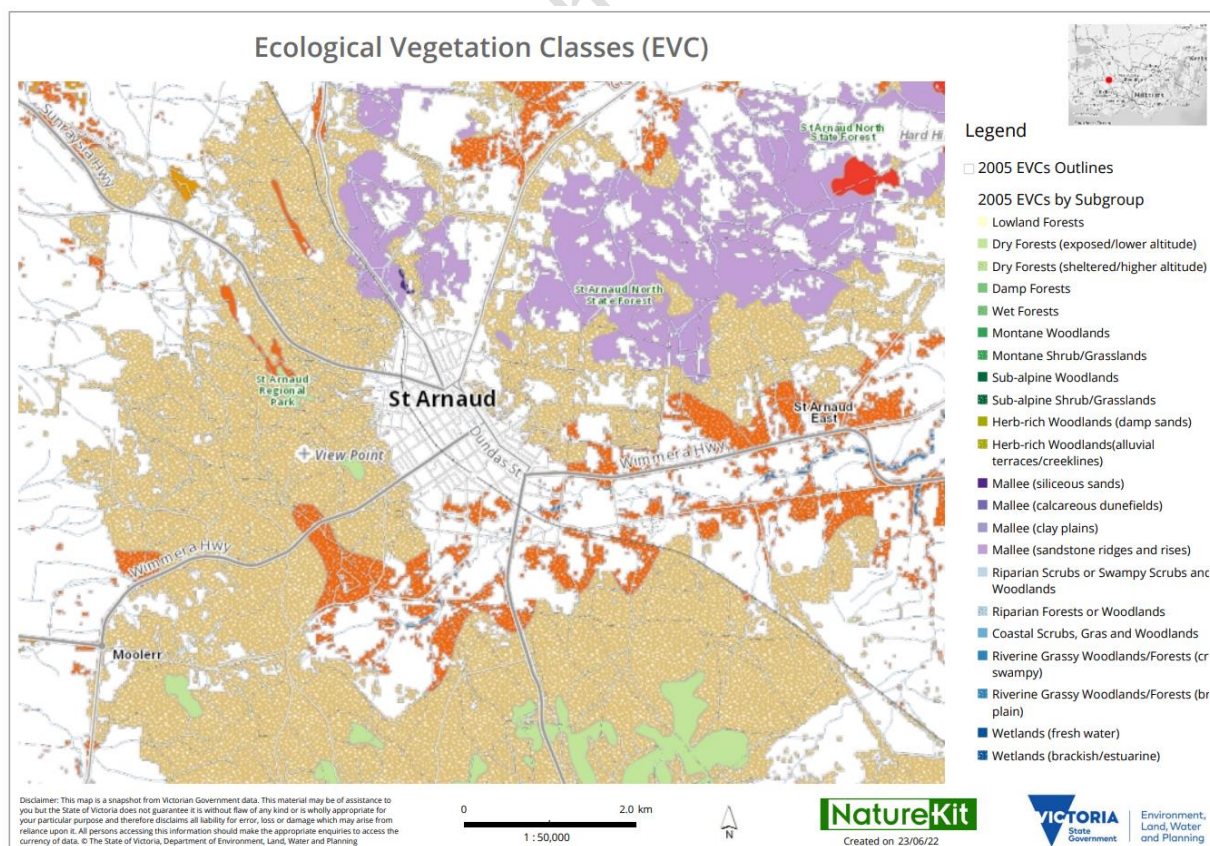 Ecological Vegetation Classes (EVC)
Sunraysia Hwy
St Arnaud North
State Forest
Hard Hi
St Arnaud North
State Forest
St Arnaud
Regional
Park
St Arnaud
St Arnaud
East
View Point
Dundas St
Wimmera Hwy
Wimmera Hwy
Moolerr
Legend
2005 EVCs Outlines
2005 EVCs by Subgroup
Lowland Forests
Dry Forests (exposed/lower altitude)
Dry Forests (sheltered/higher altitude)
Damp Forests
Wet Forests
Montane Woodlands
Montane Shrub/Grasslands
Sub-alpine Woodlands
Sub-alpine Shrub/Grasslands
Herb-rich Woodlands (damp sands)
Herb-rich Woodlands(alluvial
terraces/creeklines)
Mallee (siliceous sands)
Mallee (calcareous dunefields)
Mallee (clay plains)
Mallee (sandstone ridges and rises)
Riparian Scrubs or Swampy Scrubs and
Woodlands
Riparian Forests or Woodlands
Coastal Scrubs, Gras and Woodlands
Riverine Grassy Woodlands/Forests (cr
swampy)
Riverine Grassy Woodlands/Forests (br
plain)
Wetlands (fresh water)
Wetlands (brackish/estuarine)
Disclaimer: This map is a snapshot from Victorian Government data. This material may be of assistance to
you but the State of Victoria does not guarantee it is without flaw of any kind or is wholly appropriate for
your particular purpose and therefore disclaims all liability for error, loss or damage which may arise from
reliance upon it. All persons accessing this information should make the appropriate enquiries to access the
currency of data. © The State of Victoria, Department of Environment, Land, Water and Planning
0 2.0 km
1 : 50,000
N
NatureKit
Created on 23/06/22
VICTORIA
State
Government
Environment,
Land, Water
and Planning